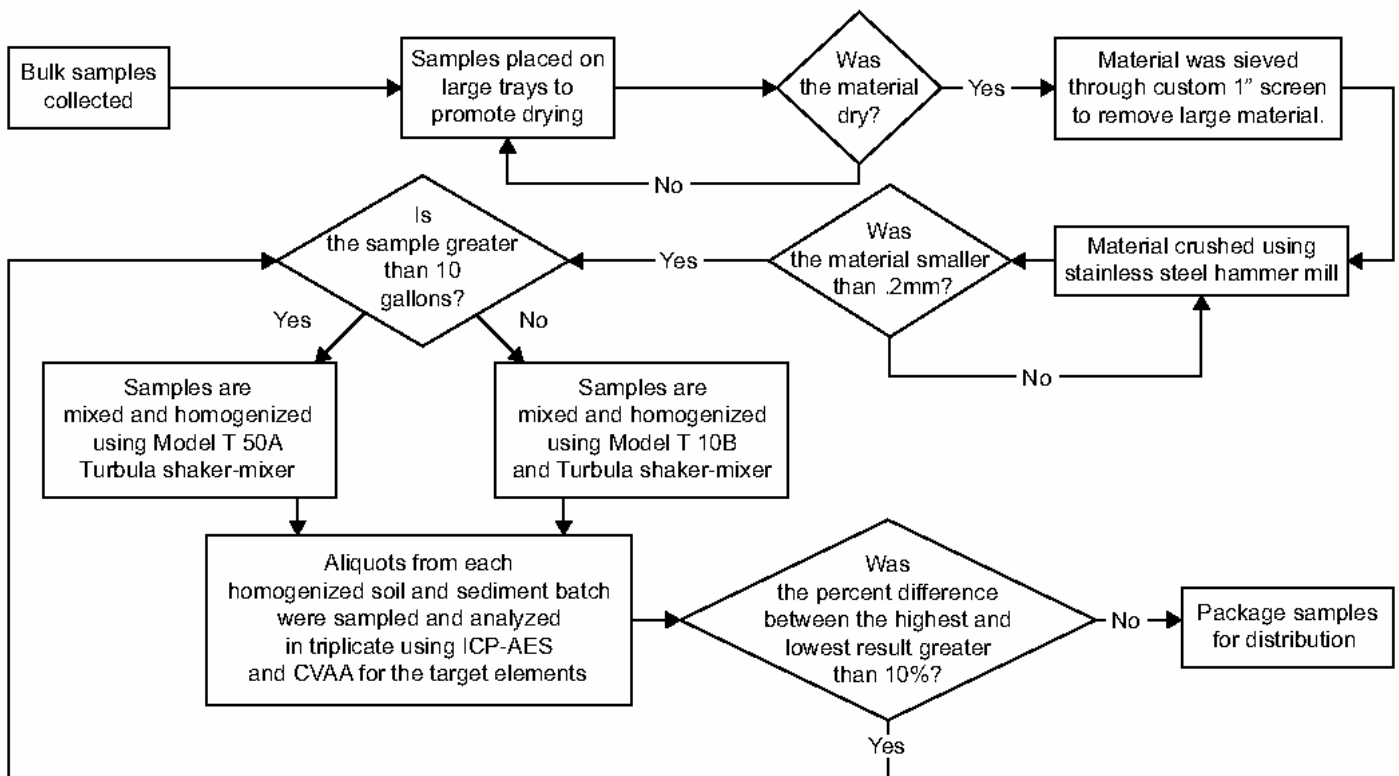 Bulk samples
collected
Samples placed on
large trays to
promote drying
Was
the material
dry?
Yes
Material was sieved
through custom 1” screen
to remove large material.
No
Is
the sample greater
than 10
gallons?
Yes
Was
the material smaller
than .2mm?
Material crushed using
stainless steel hammer mill
Yes
No
No
Samples are
mixed and homogenized
using Model T 50A
Turbula shaker-mixer
Samples are
mixed and homogenized
using Model T 10B
and Turbula shaker-mixer
Aliquots from each
homogenized soil and sediment batch
were sampled and analyzed
in triplicate using ICP-AES
and CVAA for the target elements
Was
the percent difference
between the highest and
lowest result greater
than 10%?
No
Package samples
for distribution
Yes